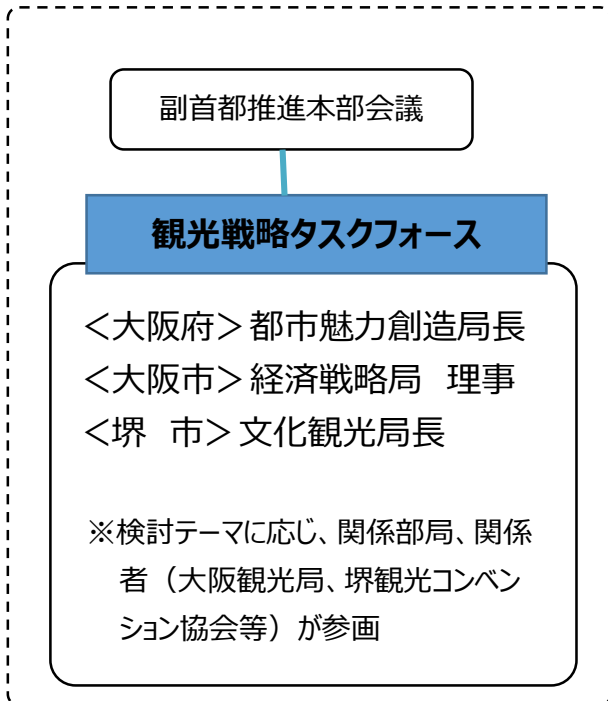 副首都推進本部会議
観光戦略タスクフォース
＜大阪府＞都市魅力創造局長
＜大阪市＞経済戦略局　理事
＜堺　市＞文化観光局長
※検討テーマに応じ、関係部局、関係
者（大阪観光局、堺観光コンベン
ション協会等）が参画